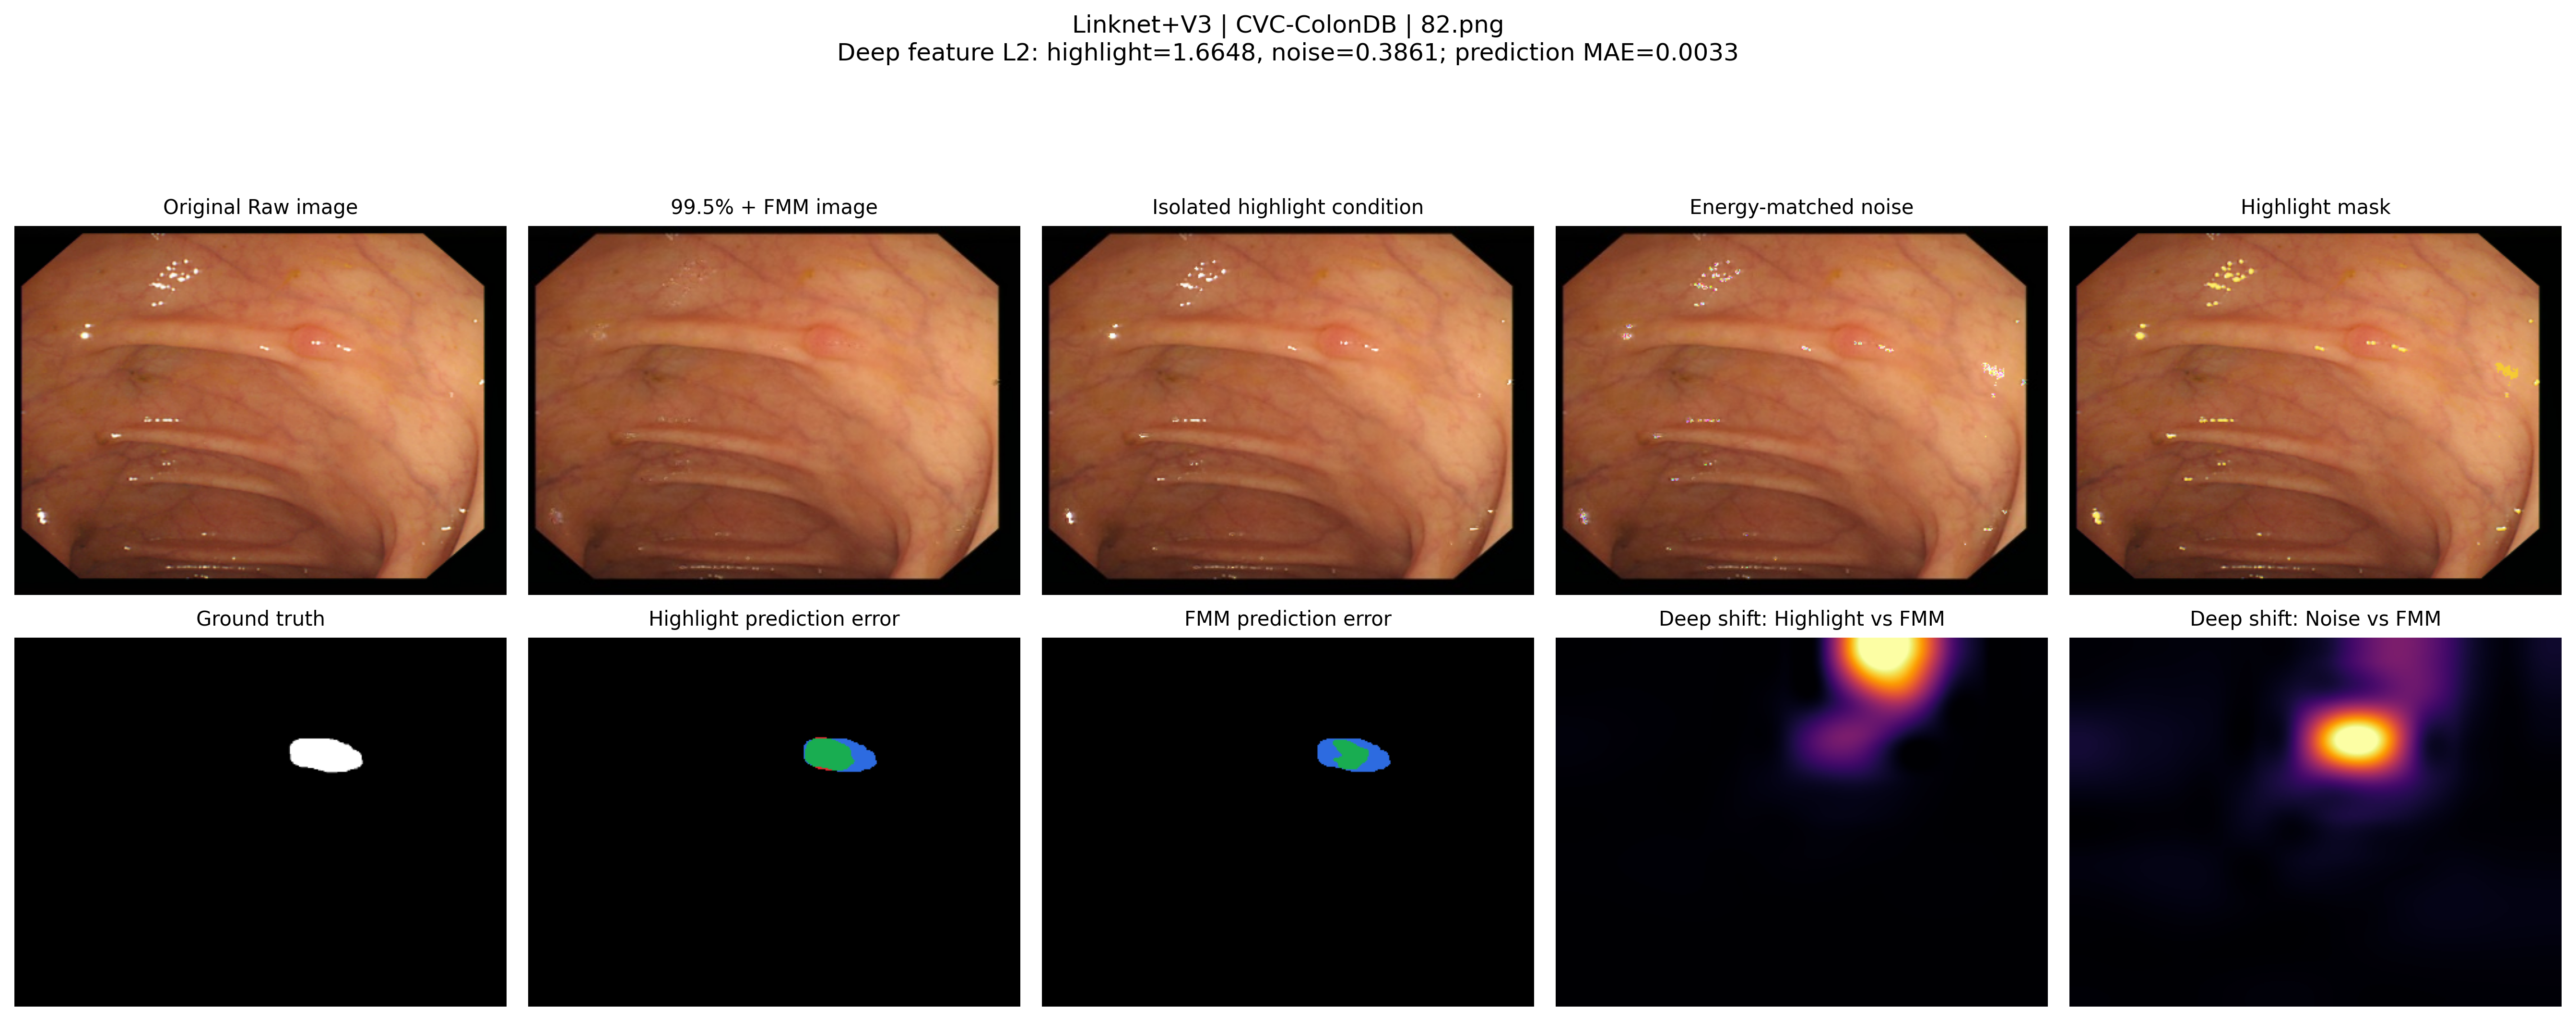 Linknet+V3 | CVC-ColonDB | 82.png
Deep feature L2: highlight=1.6648, noise=0.3861; prediction MAE=0.0033
Original Raw image
99.5% + FMM image
Isolated highlight condition
Energy-matched noise
Highlight mask
Ground truth
Highlight prediction error
FMM prediction error
Deep shift: Highlight vs FMM
Deep shift: Noise vs FMM